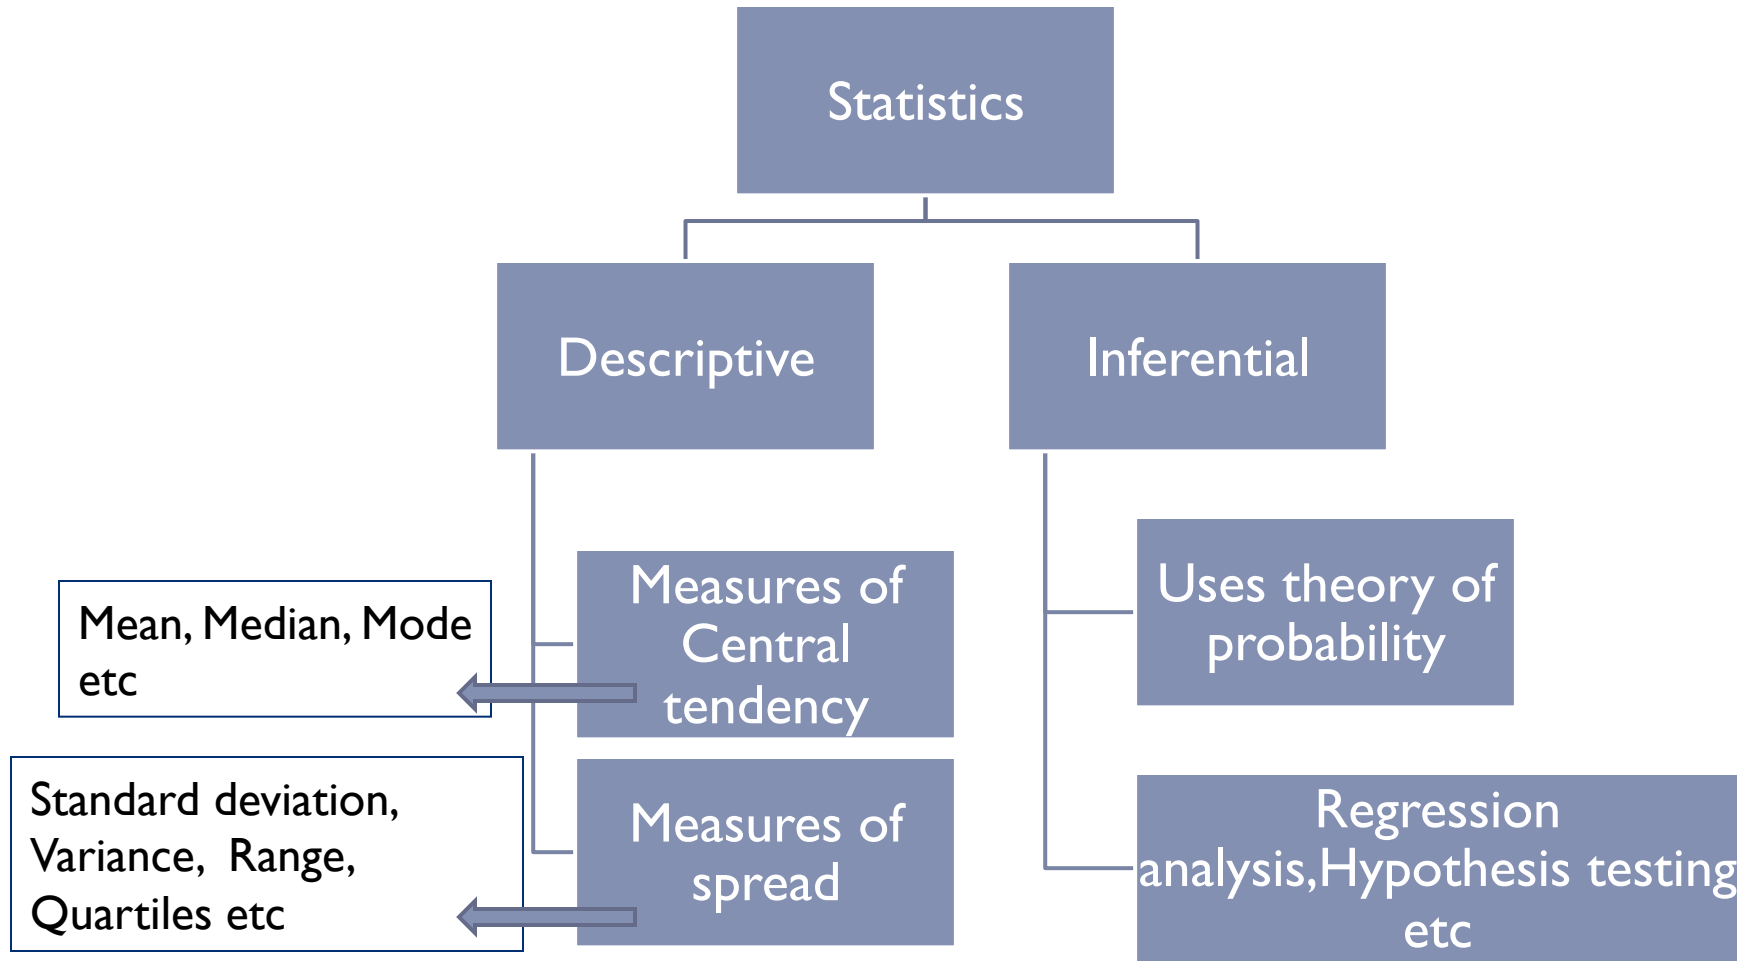 Statistics
Descriptive
Inferential
Mean, Median, Mode
etc
Measures of
Central
tendency
Uses theory of
probability
Standard deviation,
Variance,  Range,
Quartiles etc
Measures of
spread
Regression
analysis,Hypothesis testing
etc